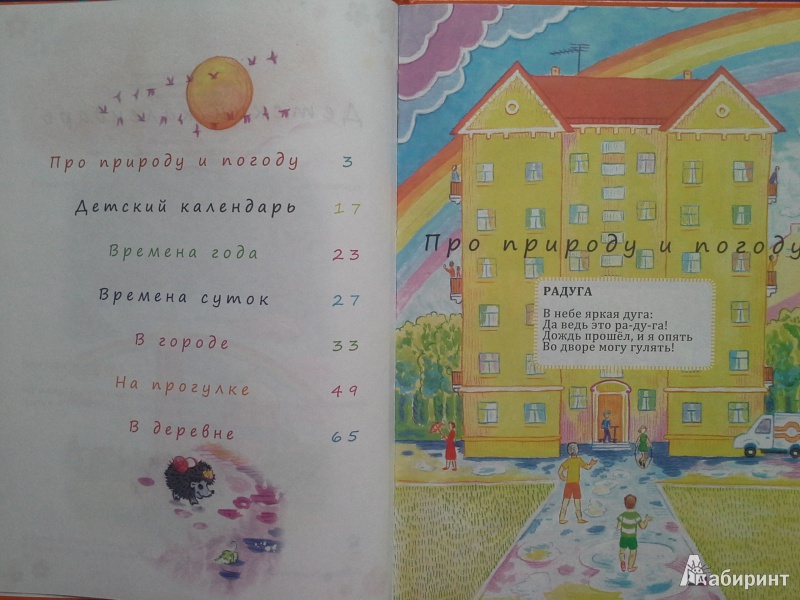 Про природу и погоду 3
Детский календарь 17
Времена года 23
Времена суток 27
В городе 33
На прогулке 49
В деревне 65
Про природу и погоду
РАДУГА
В небе яркая дуга:
Да ведь это ра-ду-га!
Дождь прошёл, и я опять
Во дворе могу гулять!
Лабиринт